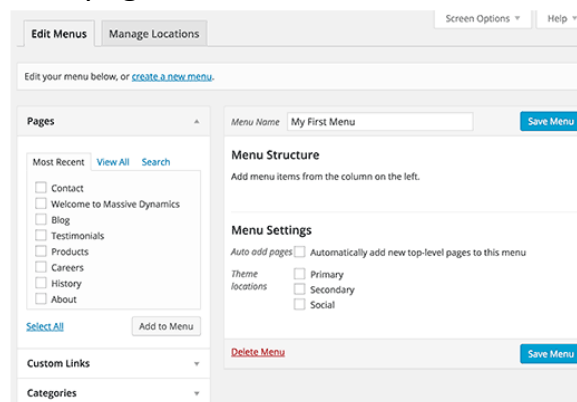 Screen Options
Help
Edit Menus
Manage Locations
Edit your menu below, or create a new menu.
Pages
Most Recent
View All
Search
Contact
Welcome to Massive Dynamics
Blog
Testimonials
Products
Careers
History
About
Select All
Add to Menu
Custom Links
Categories
Menu Name
My First Menu
Save Menu
Menu Structure
Add menu items from the column on the left.
Menu Settings
Auto add pages
Automatically add new top-level pages to this menu
Theme
locations
Primary
Secondary
Social
Delete Menu
Save Menu